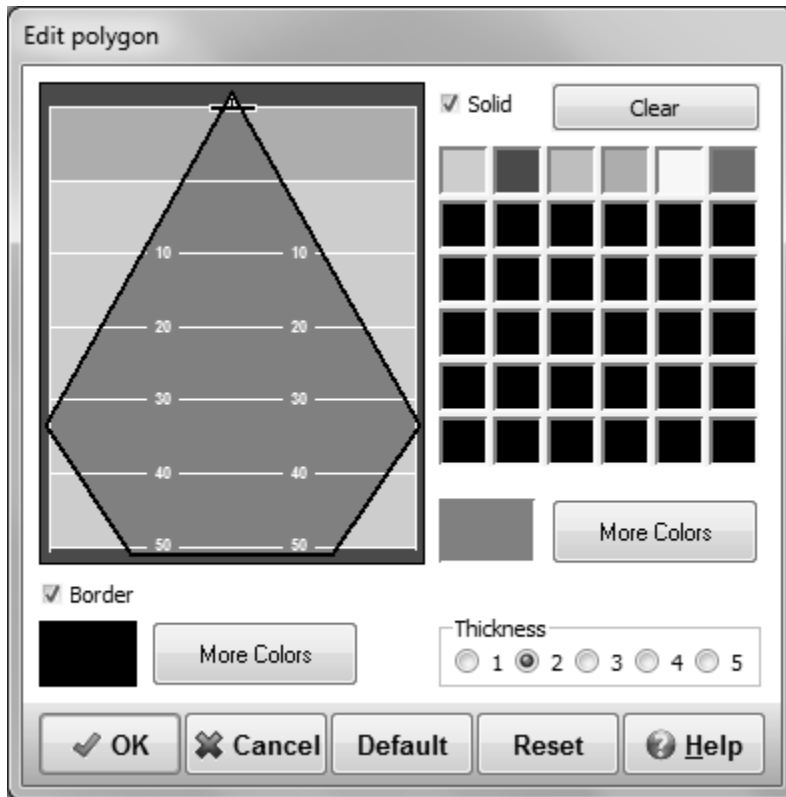 Edit polygon
Solid
Clear
10 10
20 20
30 30
40 40
50 50
More Colors
Border
More Colors
Thickness
1 2 3 4 5
OK Cancel Default Reset Help